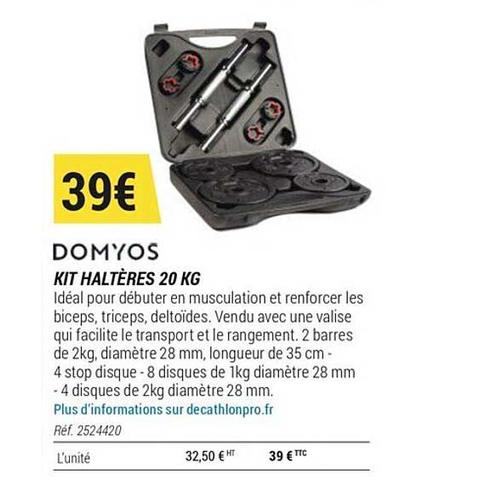 39€
DOMYOS
KIT HALTÈRES 20 KG
Idéal pour débuter en musculation et renforcer les
biceps, triceps, deltoïdes. Vendu avec une valise
qui facilite le transport et le rangement. 2 barres
de 2kg, diamètre 28 mm, longueur de 35 cm -
4 stop disque - 8 disques de 1kg diamètre 28 mm
- 4 disques de 2kg diamètre 28 mm.
Plus d'informations sur decathlonpro.fr
Réf. 2524420
L'unité 32,50 € HT 39 € TTC